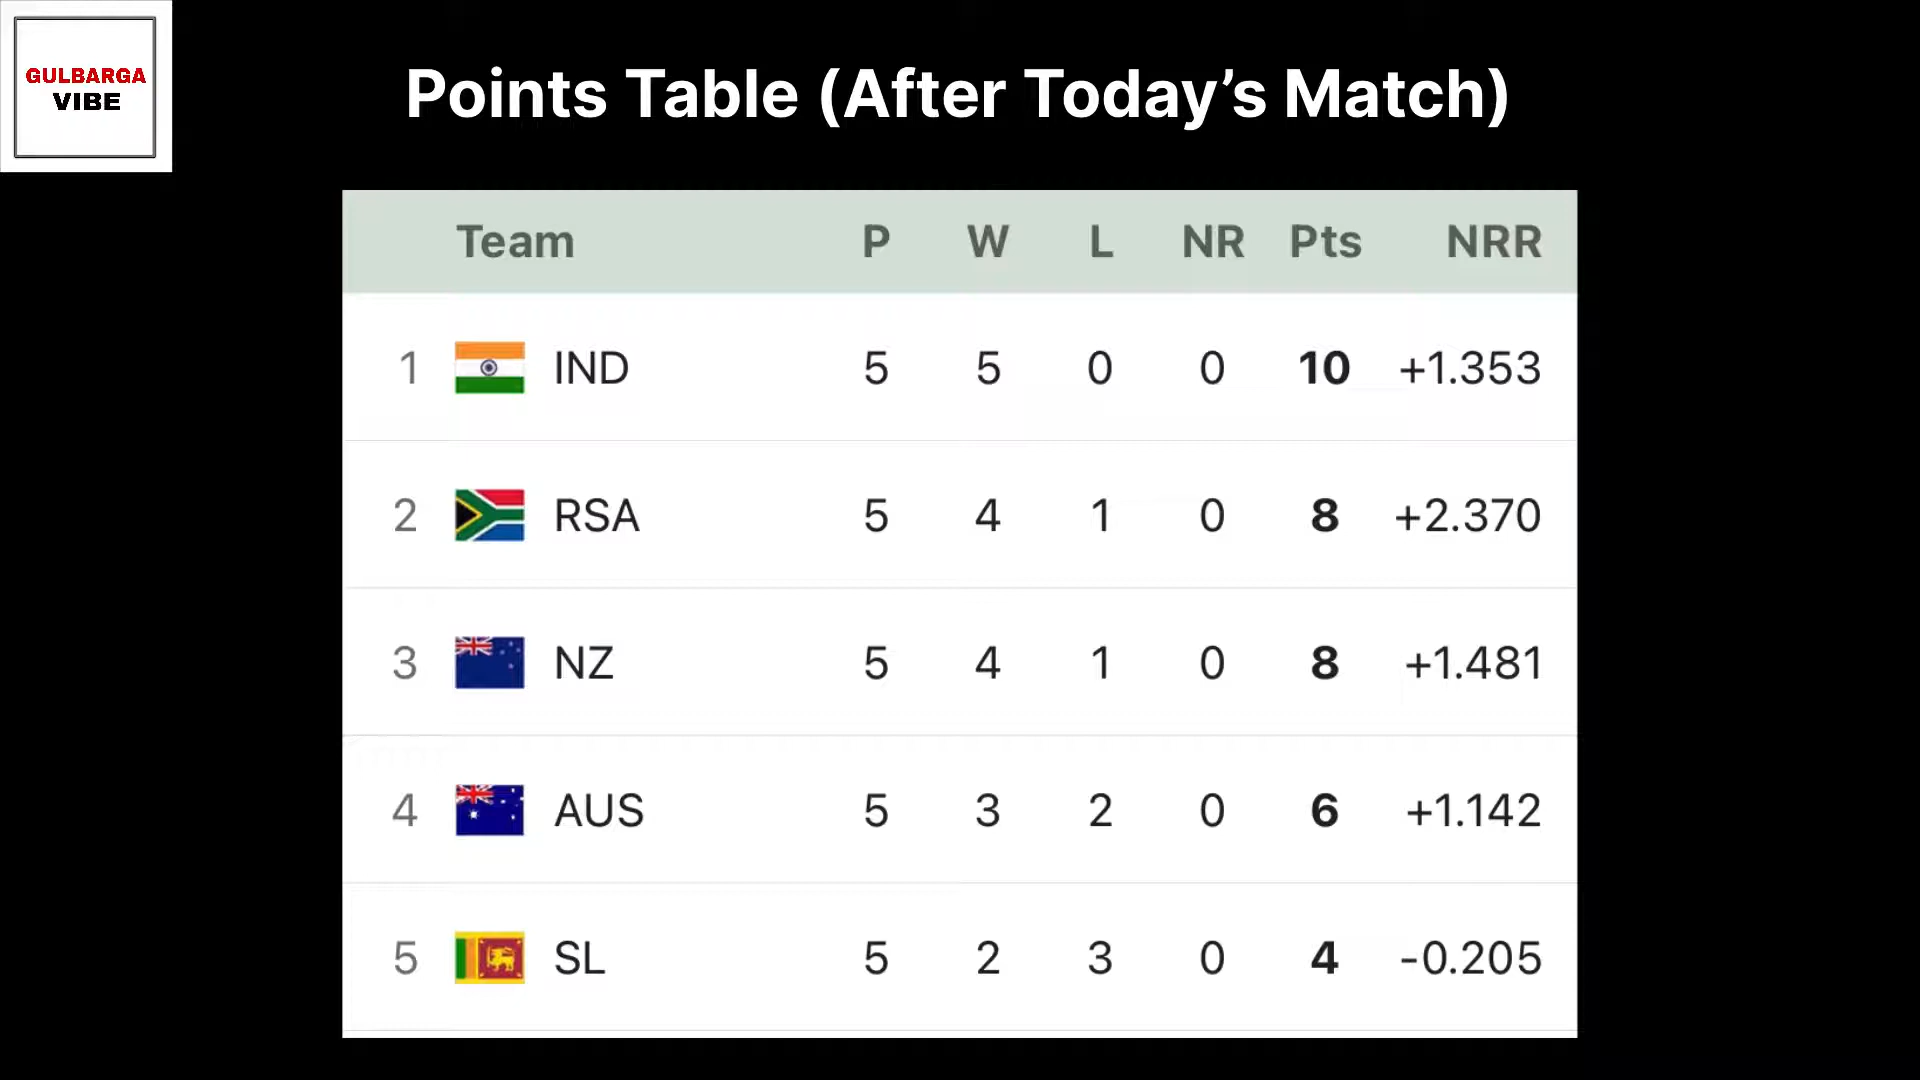 GULBARGA
VIBE
Points Table (After Today’s Match)
Team P W L NR Pts NRR
1 IND 5 5 0 0 10 +1.353
2 RSA 5 4 1 0 8 +2.370
3 NZ 5 4 1 0 8 +1.481
4 AUS 5 3 2 0 6 +1.142
5 SL 5 2 3 0 4 -0.205